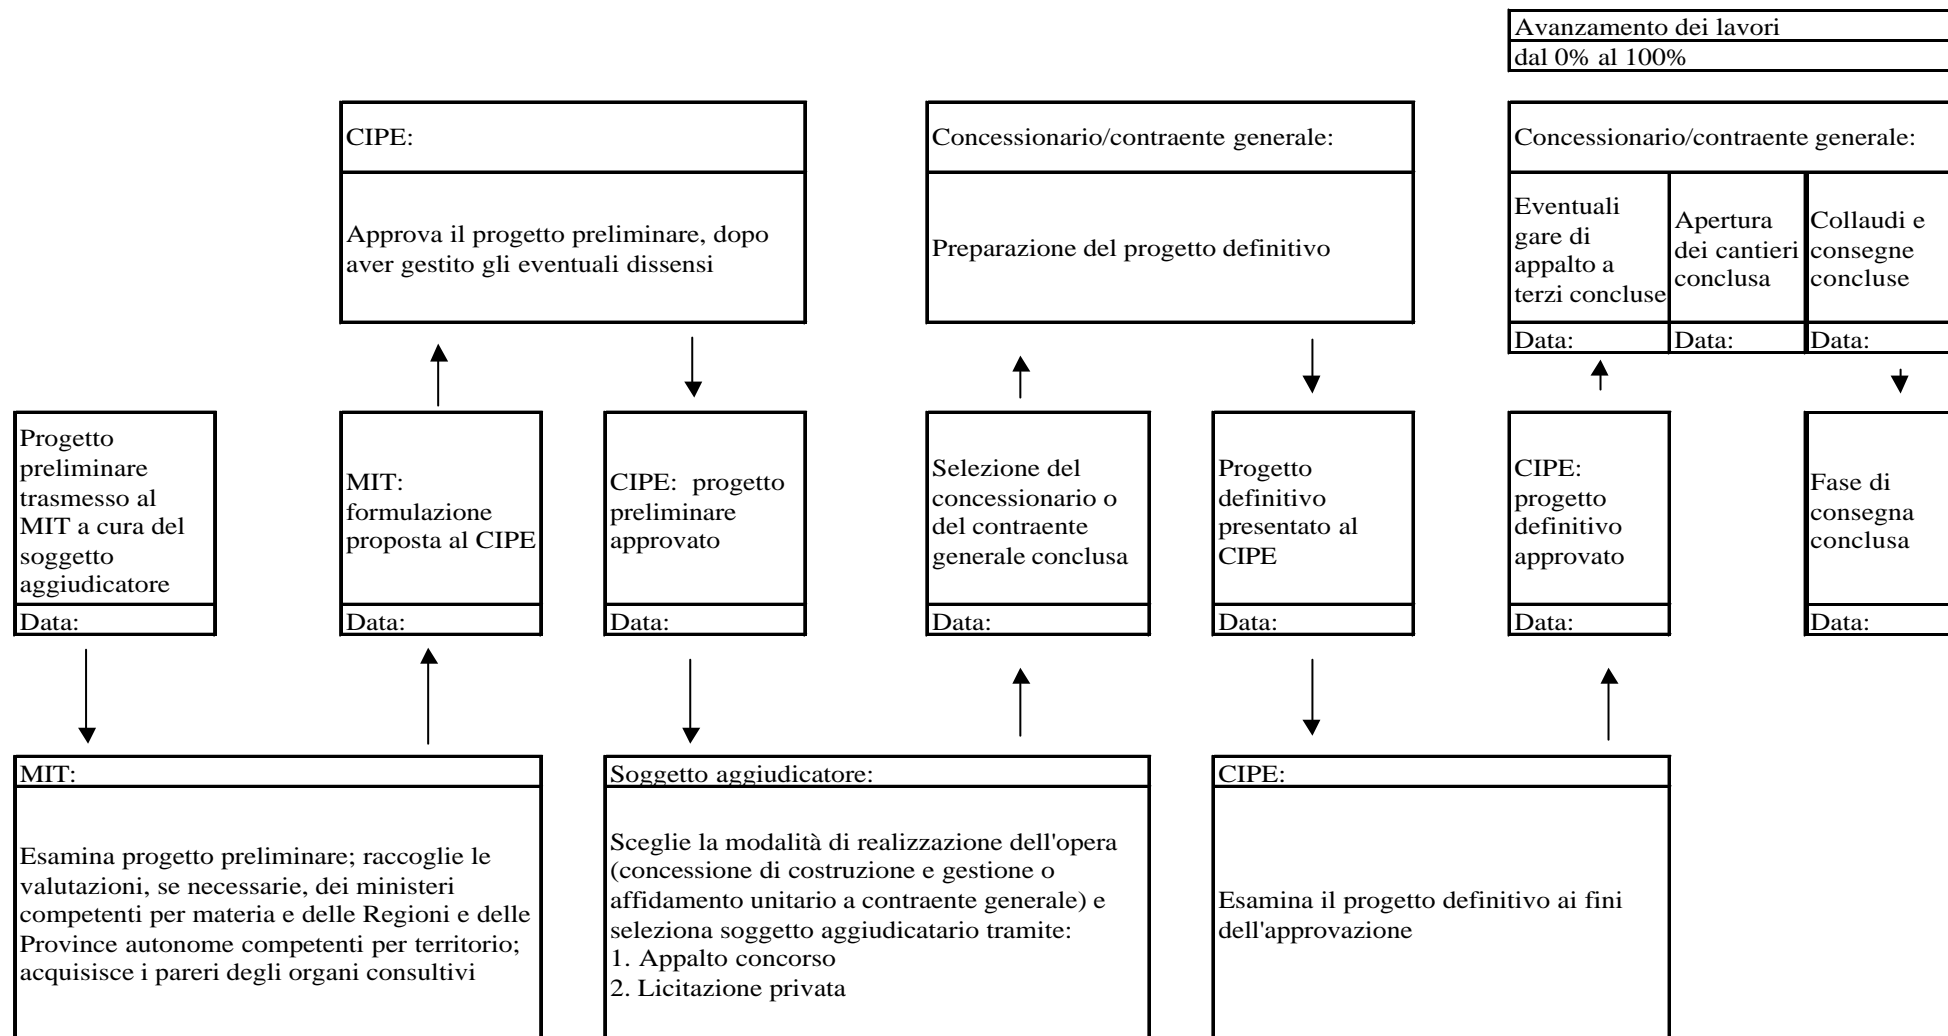 Avanzamento dei lavori
dal 0% al 100%
CIPE:
Approva il progetto preliminare, dopo
aver gestito gli eventuali dissensi
Concessionario/contraente generale:
Preparazione del progetto definitivo
Concessionario/contraente generale:
Eventuali
gare di
appalto a
terzi concluse
Data:
Apertura
dei cantieri
conclusa
Data:
Collaudi e
consegne
concluse
Data:
Progetto
preliminare
trasmesso al
MIT a cura del
soggetto
aggiudicatore
Data:
MIT:
formulazione
proposta al CIPE
Data:
CIPE: progetto
preliminare
approvato
Data:
Selezione del
concessionario o
del contraente
generale conclusa
Data:
Progetto
definitivo
presentato al
CIPE
Data:
CIPE:
progetto
definitivo
approvato
Data:
Fase di
consegna
conclusa
Data:
MIT:
Esamina progetto preliminare; raccoglie le
valutazioni, se necessarie, dei ministeri
competenti per materia e delle Regioni e delle
Province autonome competenti per territorio;
acquisisce i pareri degli organi consultivi
Soggetto aggiudicatore:
Sceglie la modalità di realizzazione dell'opera
(concessione di costruzione e gestione o
affidamento unitario a contraente generale) e
seleziona soggetto aggiudicatario tramite:
1. Appalto concorso
2. Licitazione privata
CIPE:
Esamina il progetto definitivo ai fini
dell'approvazione